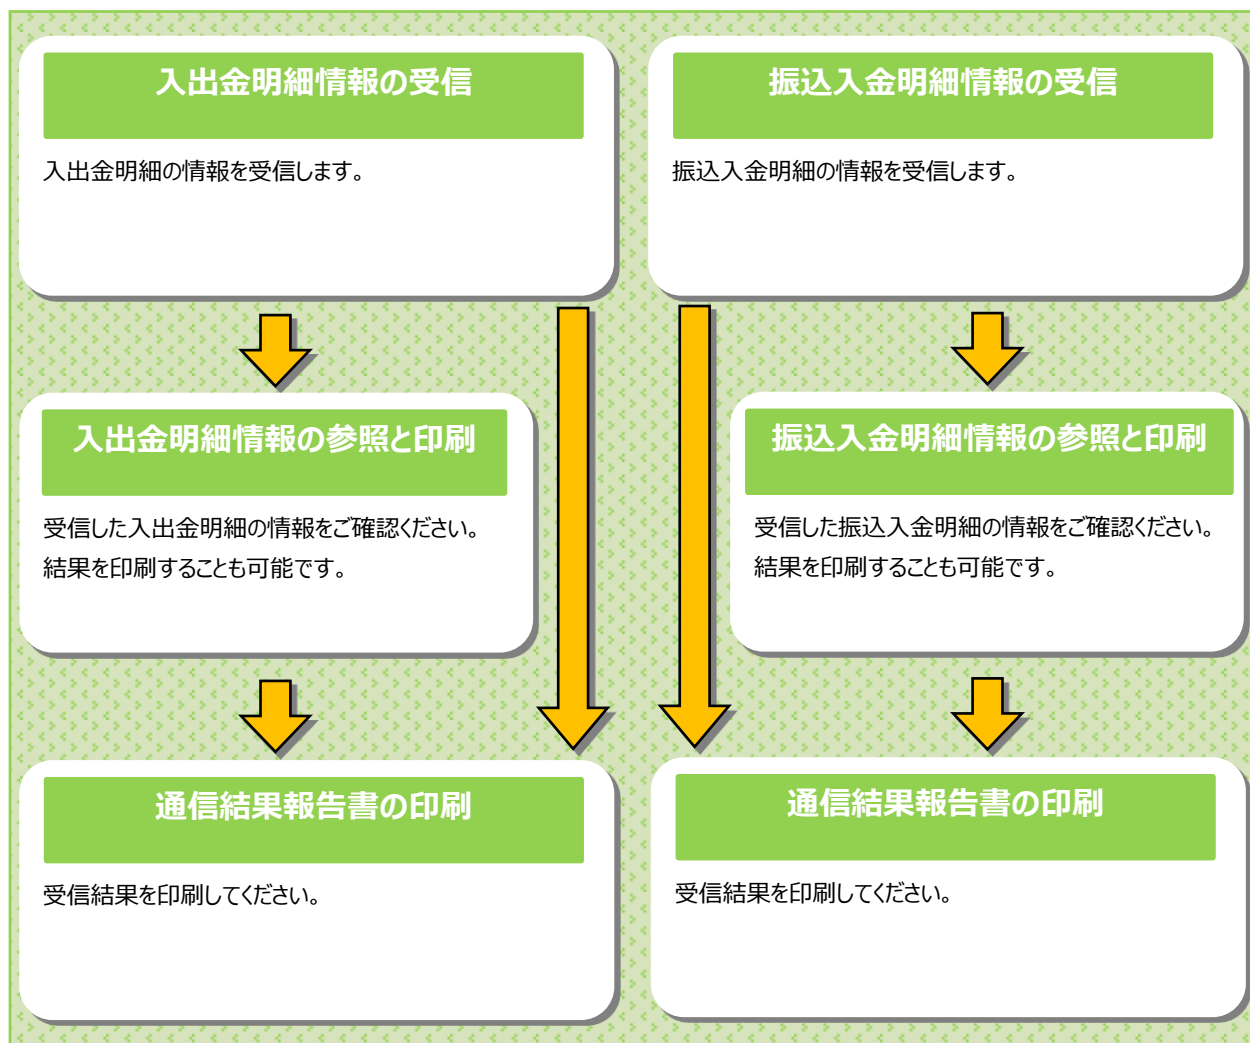 入出金明細情報の受信
入出金明細の情報を受信します。
振込入金明細情報の受信
振込入金明細の情報を受信します。
入出金明細情報の参照と印刷
受信した入出金明細の情報をご確認ください。
結果を印刷することも可能です。
振込入金明細情報の参照と印刷
受信した振込入金明細の情報をご確認ください。
結果を印刷することも可能です。
通信結果報告書の印刷
受信結果を印刷してください。
通信結果報告書の印刷
受信結果を印刷してください。